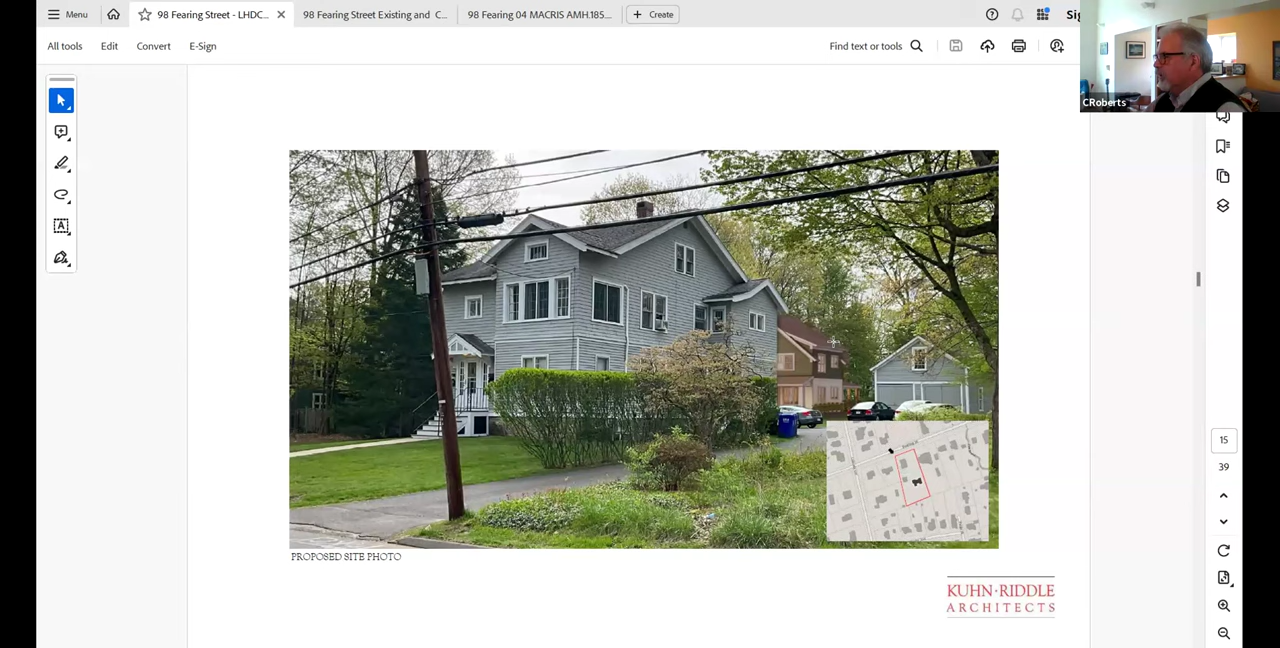 Menu
98 Fearing Street - LHDC...
98 Fearing Street Existing and C...
98 Fearing 04 MACRIS AMH.185...
Create
Sig
All tools
Edit
Convert
E-Sign
Find text or tools
CRoberts
15
39
PROPOSED SITE PHOTO
KUHN·RIDDLE
ARCHITECTS